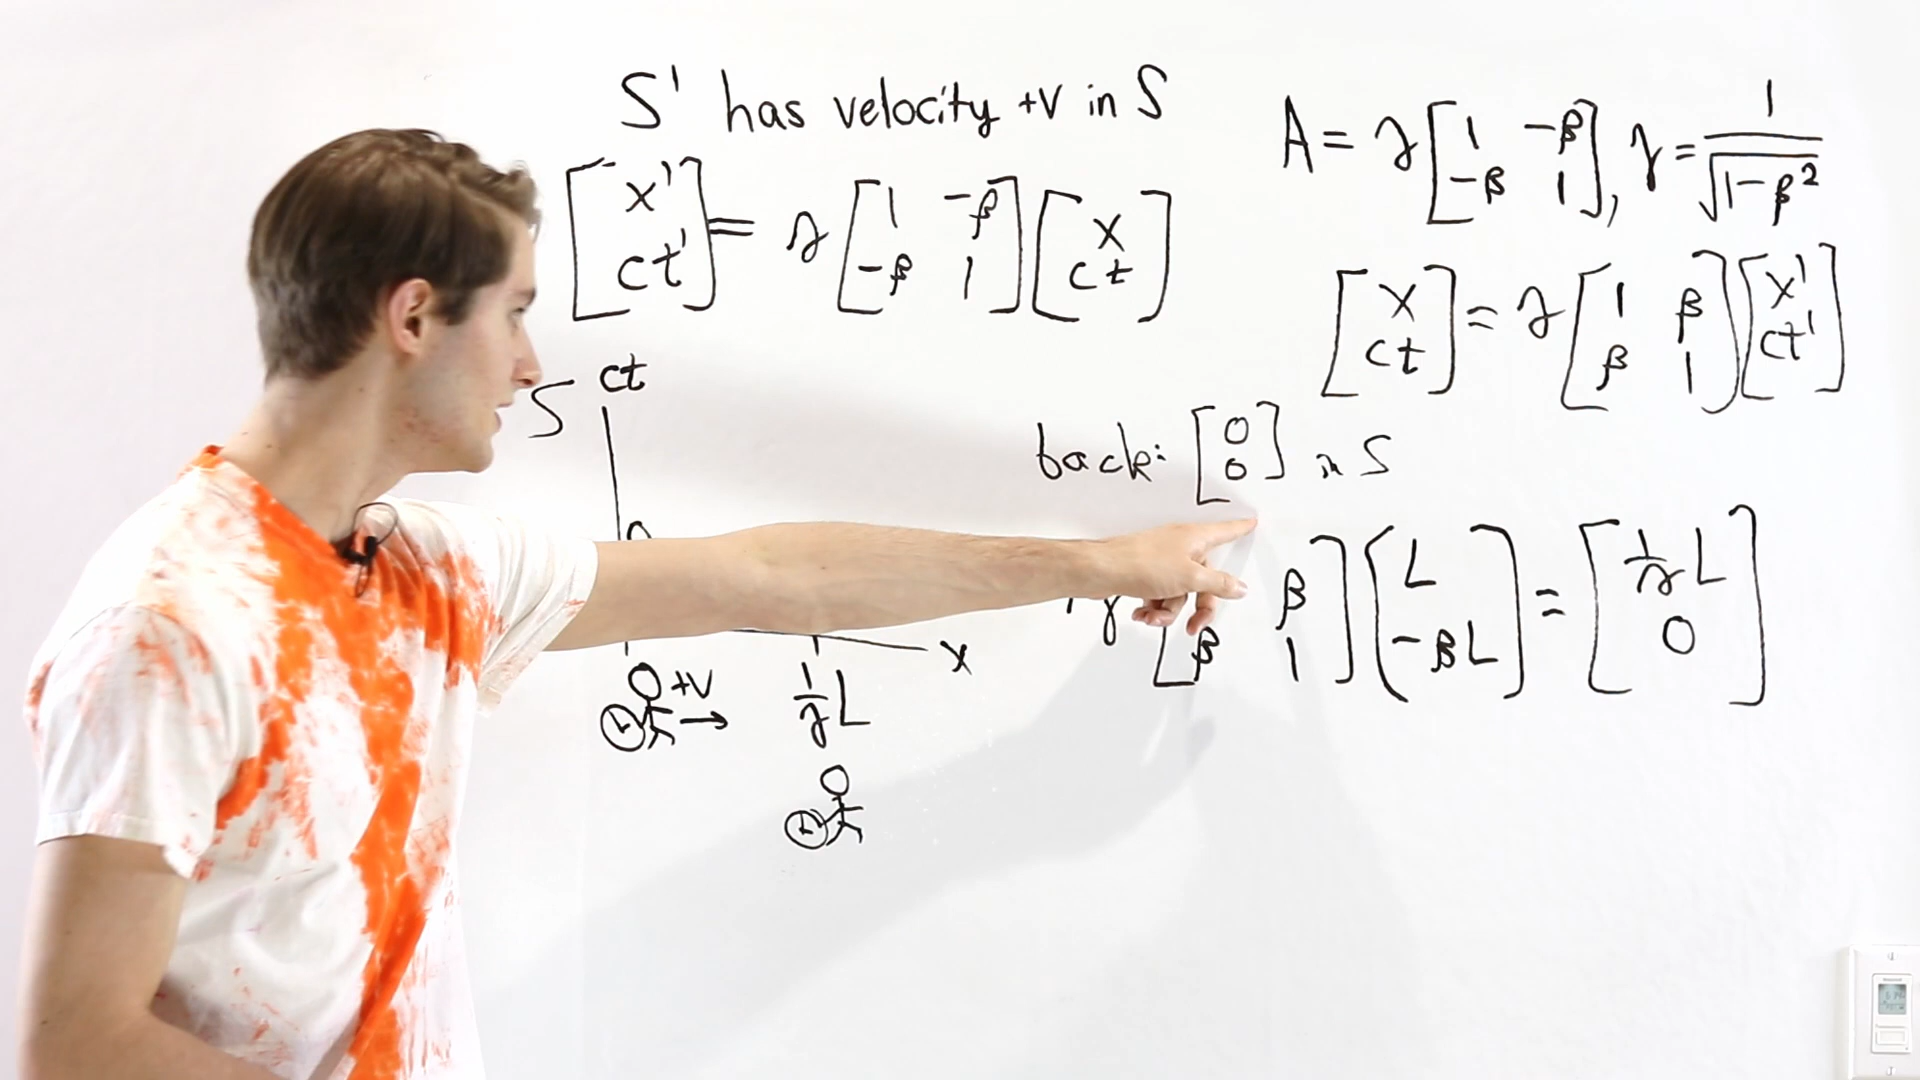 S' has velocity +v in S
[x' ct'] = γ [1 -β -β 1] [x ct]
A = γ [1 -β -β 1], γ = 1/√1-β²
[x ct] = γ [1 β β 1] [x' ct']
S ct
back: [0 0] in S
γ [β β 1] [L -βL] = [1/γ L 0]
x
+v →
1/γ L